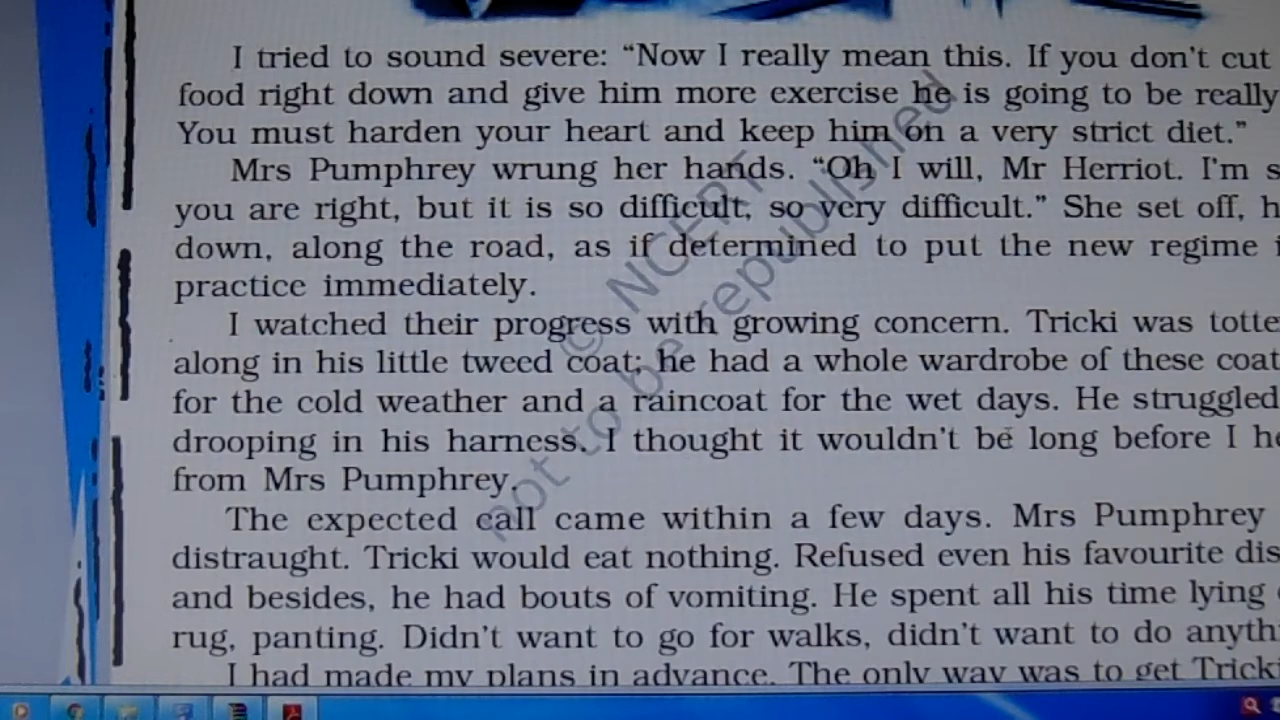 I tried to sound severe: “Now I really mean this. If you don't cut
food right down and give him more exercise he is going to be really
You must harden your heart and keep him on a very strict diet.”
Mrs Pumphrey wrung her hands. “Oh I will, Mr Herriot. I'm
you are right, but it is so difficult, so very difficult.” She set off,
down, along the road, as if determined to put the new regime
practice immediately.
I watched their progress with growing concern. Tricki was
along in his little tweed coat; he had a whole wardrobe of these
for the cold weather and a raincoat for the wet days. He struggled
drooping in his harness. I thought it wouldn't be long before I
from Mrs Pumphrey.
The expected call came within a few days. Mrs Pumphrey
distraught. Tricki would eat nothing. Refused even his favourite
and besides, he had bouts of vomiting. He spent all his time lying
rug, panting. Didn't want to go for walks, didn't want to do
I had made my plans in advance. The only way was to get Tricki
© NCERT
not to be republished